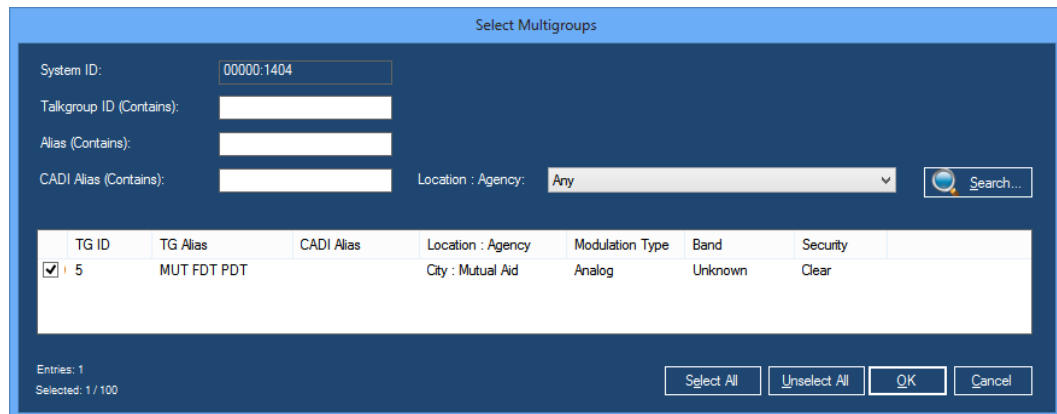 Select Multigroups
System ID: 00000:1404
Talkgroup ID (Contains):
Alias (Contains):
CADI Alias (Contains): Location : Agency: Any Search...
TG ID TG Alias CADI Alias Location : Agency Modulation Type Band Security
5 MUT FDT PDT City : Mutual Aid Analog Unknown Clear
Entries: 1
Selected: 1 / 100
Select All Unselect All OK Cancel